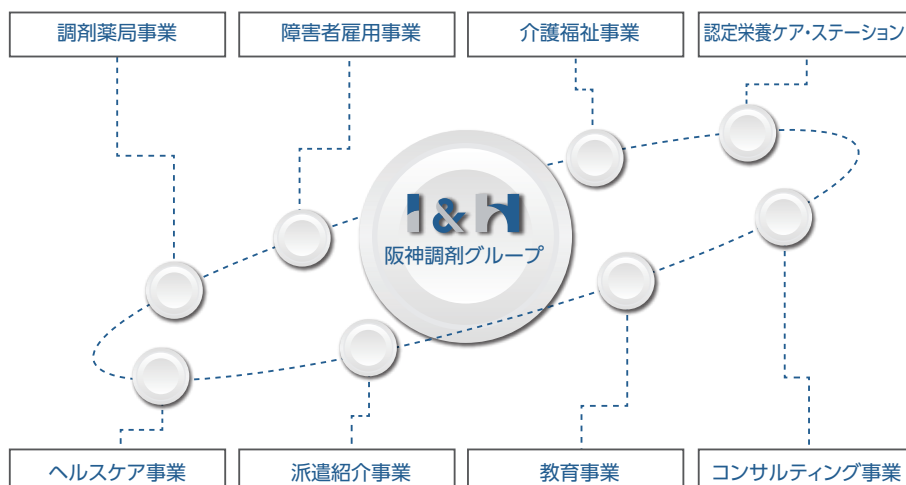 調剤薬局事業
障害者雇用事業
介護福祉事業
認定栄養ケア・ステーション
I&H
阪神調剤グループ
ヘルスケア事業
派遣紹介事業
教育事業
コンサルティング事業